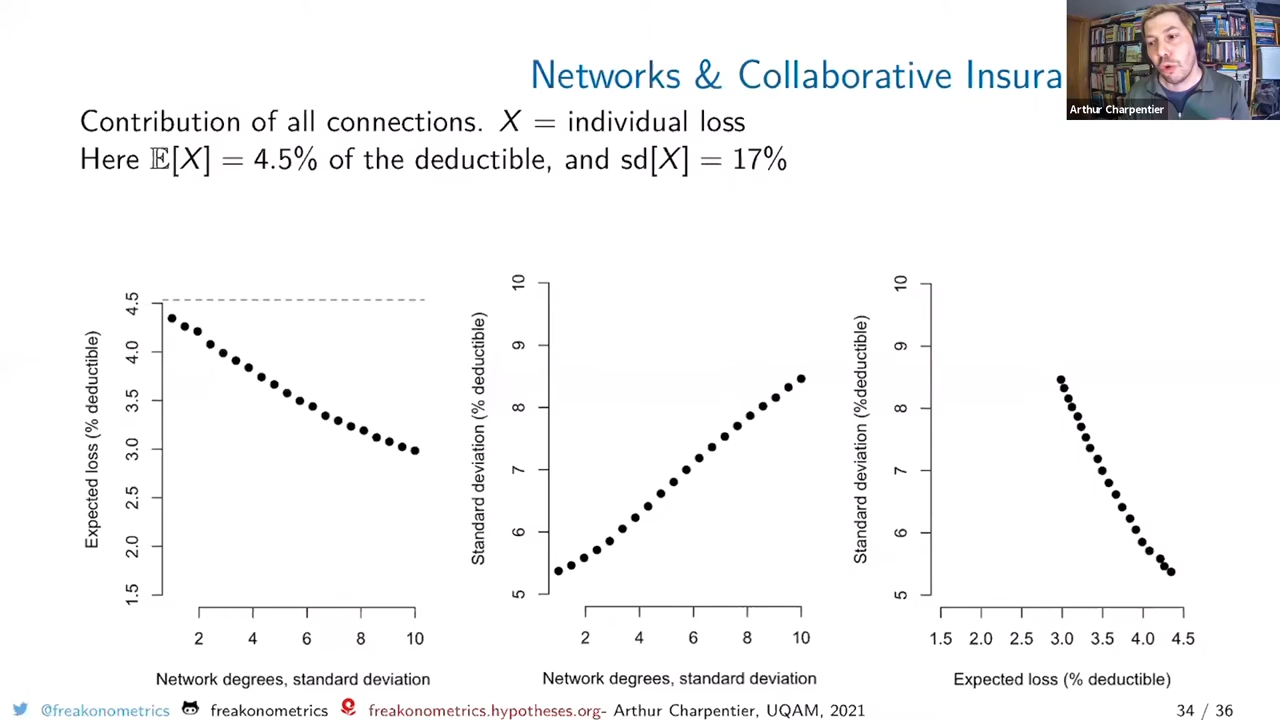 Networks & Collaborative Insura
Arthur Charpentier
Contribution of all connections. X = individual loss
Here 𝔼[X] = 4.5% of the deductible, and sd[X] = 17%
Expected loss (% deductible)
4.5
4.0
3.5
3.0
2.5
2.0
1.5
2 4 6 8 10
Network degrees, standard deviation
Standard deviation (% deductible)
10
9
8
7
6
5
2 4 6 8 10
Network degrees, standard deviation
Standard deviation (%deductible)
10
9
8
7
6
5
1.5 2.0 2.5 3.0 3.5 4.0 4.5
Expected loss (% deductible)
@freakonometrics freakonometrics freakonometrics.hypotheses.org- Arthur Charpentier, UQAM, 2021 34 / 36